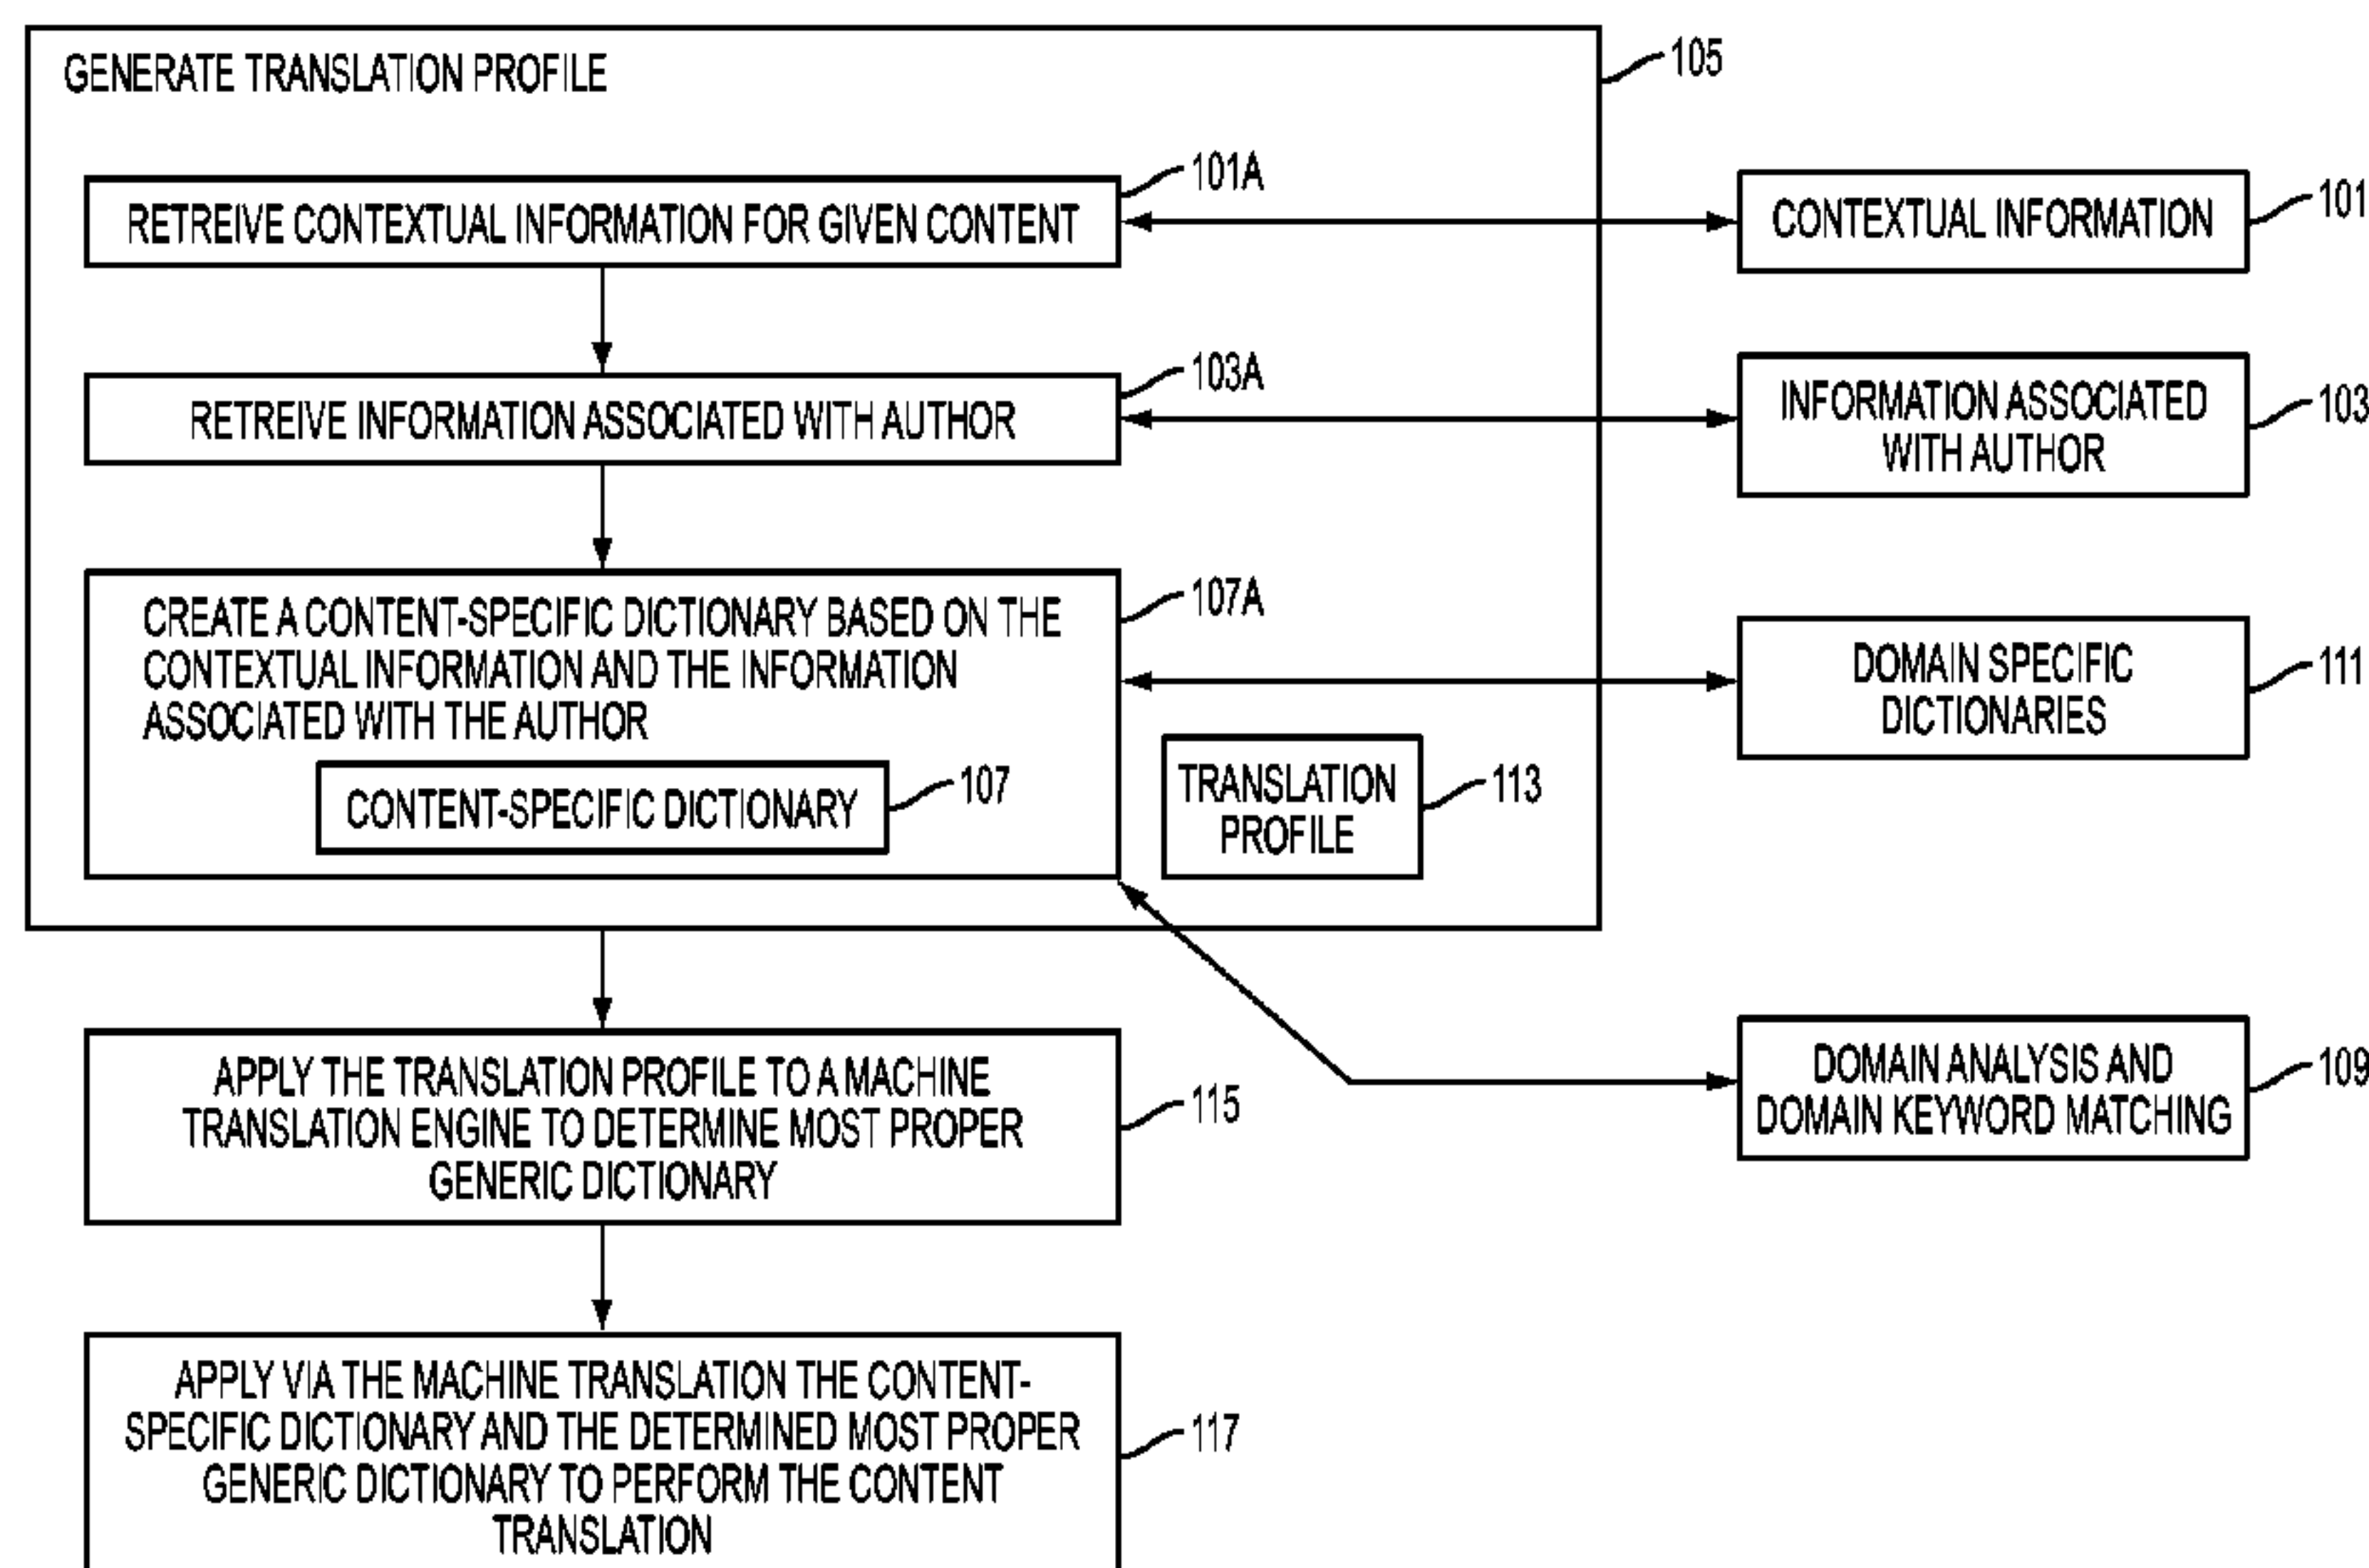 GENERATE TRANSLATION PROFILE
105
101A
RETREIVE CONTEXTUAL INFORMATION FOR GIVEN CONTENT
CONTEXTUAL INFORMATION
101
103A
RETREIVE INFORMATION ASSOCIATED WITH AUTHOR
INFORMATION ASSOCIATED
WITH AUTHOR
103
107A
CREATE A CONTENT-SPECIFIC DICTIONARY BASED ON THE
CONTEXTUAL INFORMATION AND THE INFORMATION
ASSOCIATED WITH THE AUTHOR
CONTENT-SPECIFIC DICTIONARY
107
TRANSLATION
PROFILE
113
DOMAIN SPECIFIC
DICTIONARIES
111
APPLY THE TRANSLATION PROFILE TO A MACHINE
TRANSLATION ENGINE TO DETERMINE MOST PROPER
GENERIC DICTIONARY
115
DOMAIN ANALYSIS AND
DOMAIN KEYWORD MATCHING
109
APPLY VIA THE MACHINE TRANSLATION THE CONTENT-
SPECIFIC DICTIONARY AND THE DETERMINED MOST PROPER
GENERIC DICTIONARY TO PERFORM THE CONTENT
TRANSLATION
117